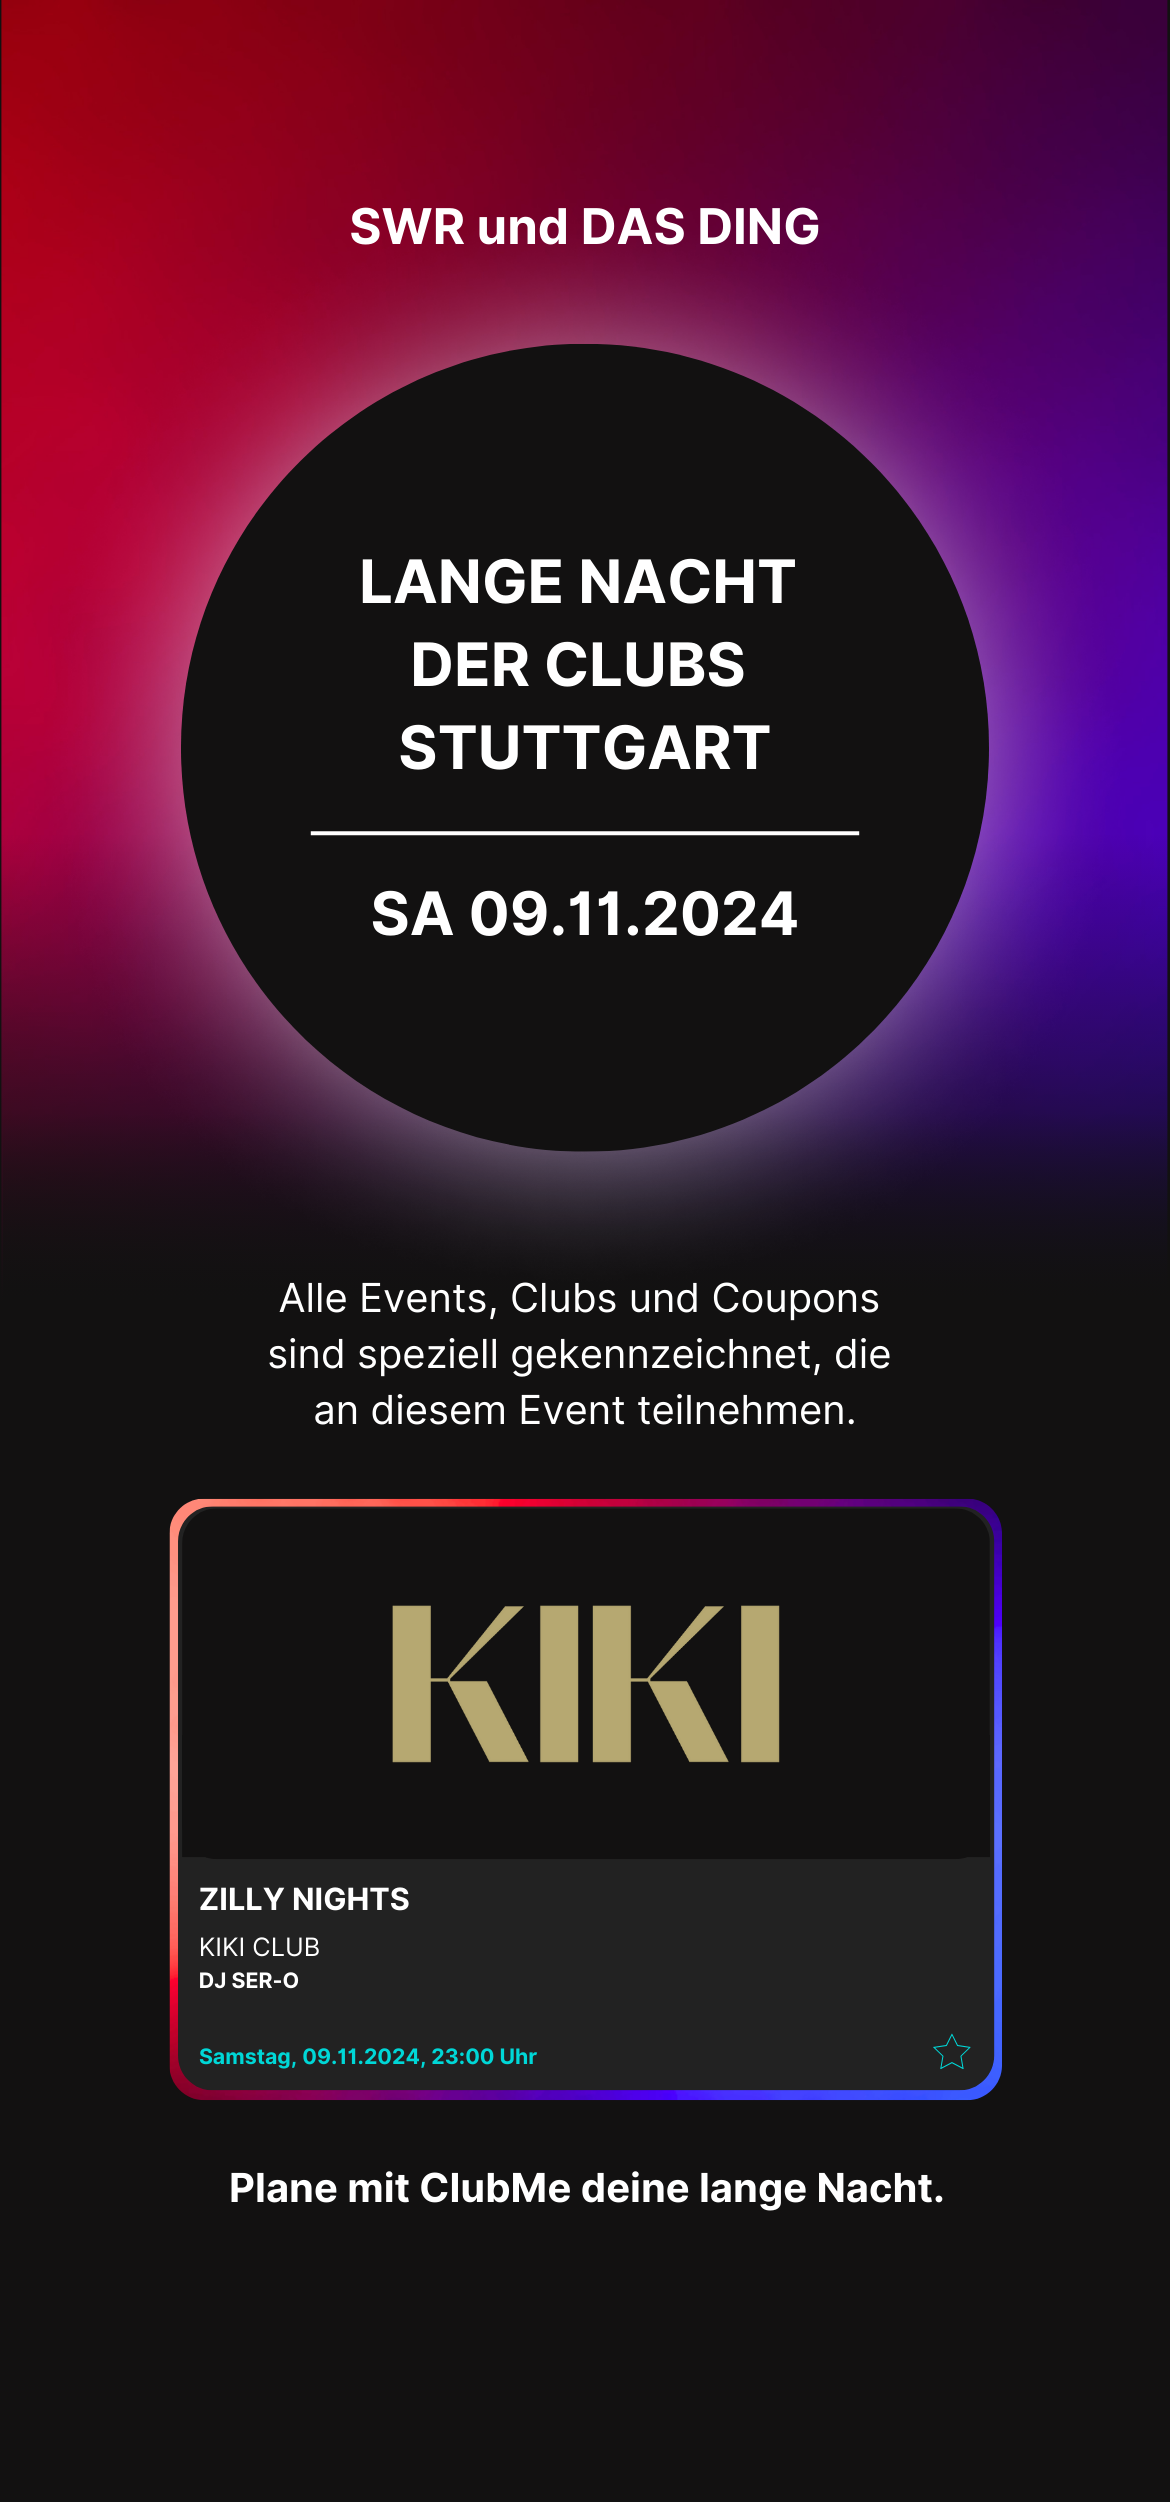 SWR und DAS DING
LANGE NACHT
DER CLUBS
STUTTGART
SA 09.11.2024
Alle Events, Clubs und Coupons
sind speziell gekennzeichnet, die
an diesem Event teilnehmen.
KIKI
ZILLY NIGHTS
KIKI CLUB
DJ SER-O
Samstag, 09.11.2024, 23:00 Uhr
Plane mit ClubMe deine lange Nacht.